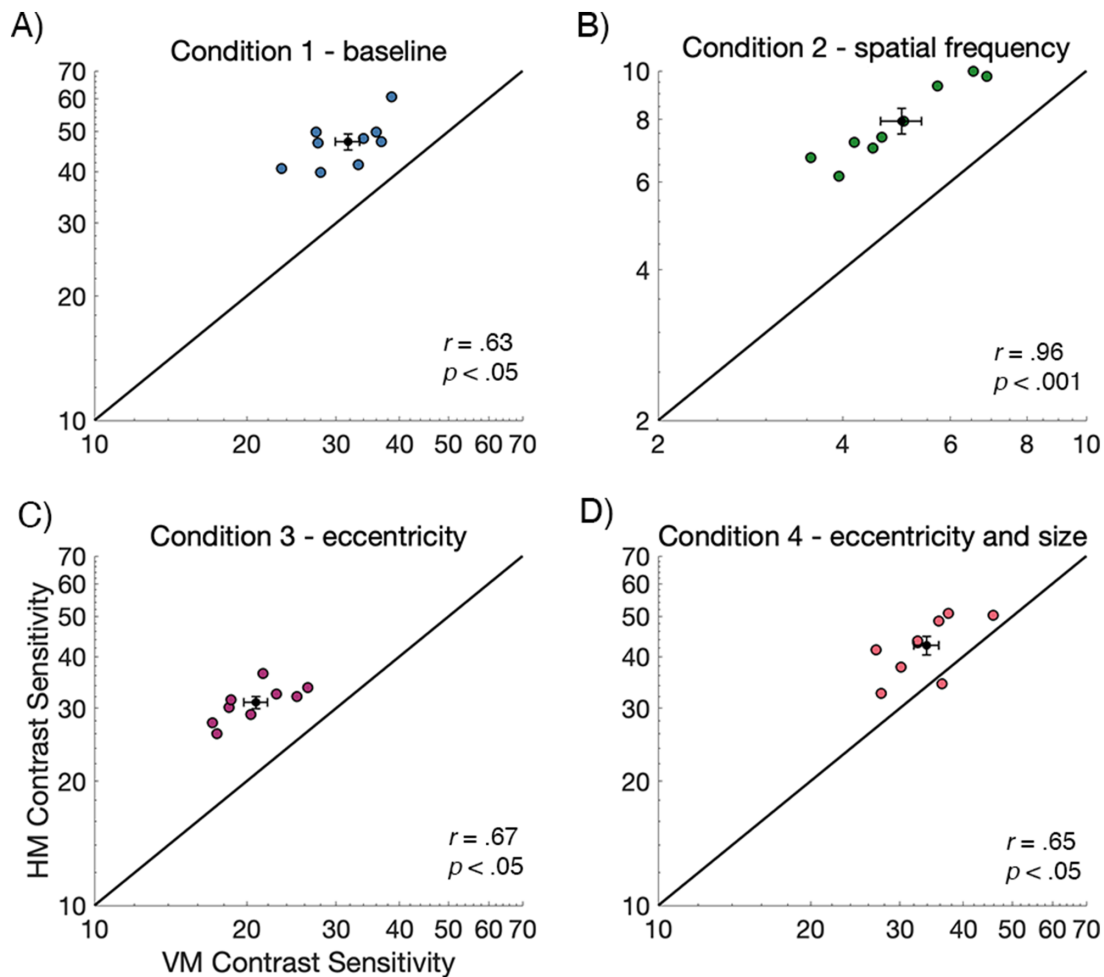 A)
Condition 1 - baseline
70
60
50
40
30
20
10
10 20 30 40 50 60 70
r = .63
p < .05
B)
Condition 2 - spatial frequency
10
8
6
4
2
2 4 6 8 10
r = .96
p < .001
C)
Condition 3 - eccentricity
70
60
50
40
30
20
10
10 20 30 40 50 60 70
r = .67
p < .05
HM Contrast Sensitivity
VM Contrast Sensitivity
D)
Condition 4 - eccentricity and size
70
60
50
40
30
20
10
10 20 30 40 50 60 70
r = .65
p < .05